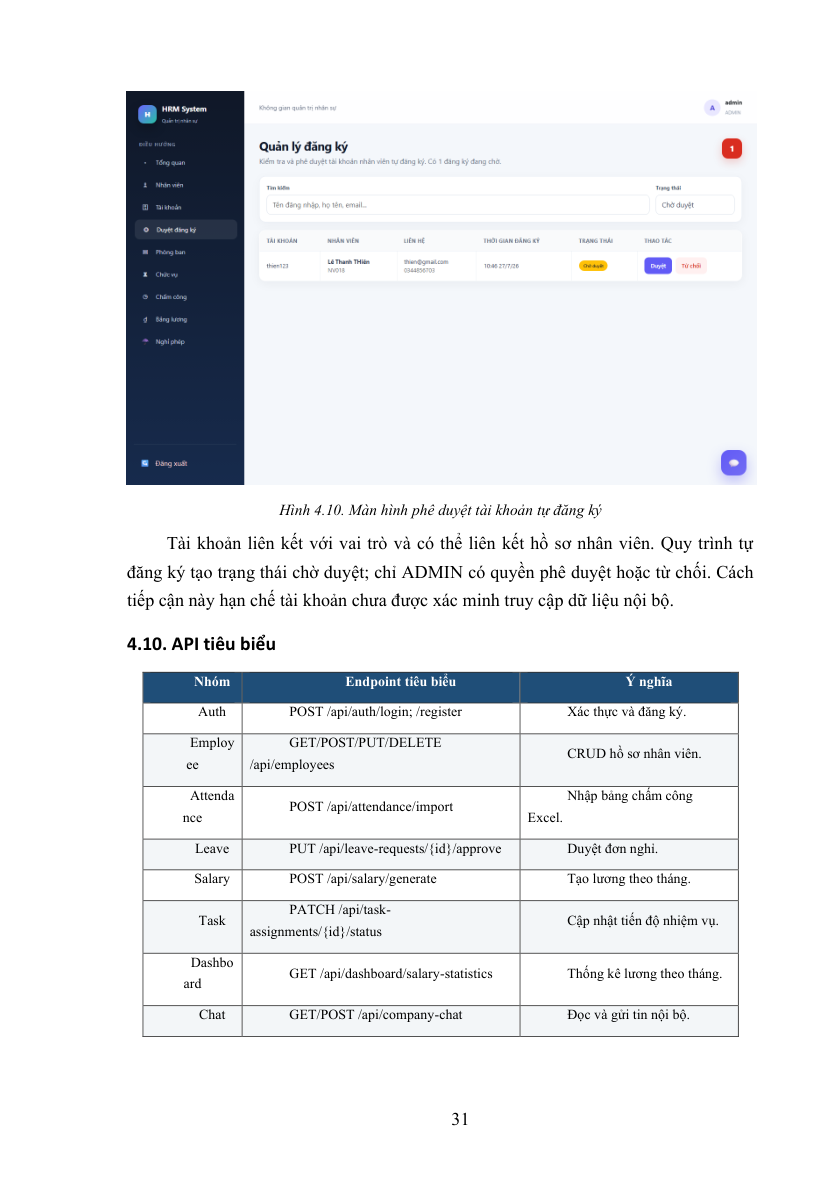 HRM System
Quản trị nhân sự
ĐIỀU HƯỚNG
Tổng quan
Nhân viên
Tài khoản
Duyệt đăng ký
Phòng ban
Chức vụ
Chấm công
Bảng lương
Nghỉ phép
Đăng xuất
Không gian quản trị nhân sự
A admin
ADMIN
Quản lý đăng ký
Kiểm tra và phê duyệt tài khoản nhân viên tự đăng ký. Có 1 đăng ký đang chờ.
1
Tìm kiếm Trạng thái
Tên đăng nhập, họ tên, email... Chờ duyệt
TÀI KHOẢN NHÂN VIÊN LIÊN HỆ THỜI GIAN ĐĂNG KÝ TRẠNG THÁI THAO TÁC
thien123 Lê Thanh THiên thien@gmail.com 10:46 27/7/26 Chờ duyệt Duyệt Từ chối
NV018 0344856703
Hình 4.10. Màn hình phê duyệt tài khoản tự đăng ký
Tài khoản liên kết với vai trò và có thể liên kết hồ sơ nhân viên. Quy trình tự
đăng ký tạo trạng thái chờ duyệt; chỉ ADMIN có quyền phê duyệt hoặc từ chối. Cách
tiếp cận này hạn chế tài khoản chưa được xác minh truy cập dữ liệu nội bộ.
4.10. API tiêu biểu
Nhóm Endpoint tiêu biểu Ý nghĩa
Auth POST /api/auth/login; /register Xác thực và đăng ký.
Employ
ee
GET/POST/PUT/DELETE
/api/employees
CRUD hồ sơ nhân viên.
Attenda
nce
POST /api/attendance/import
Nhập bảng chấm công
Excel.
Leave PUT /api/leave-requests/{id}/approve Duyệt đơn nghỉ.
Salary POST /api/salary/generate Tạo lương theo tháng.
Task
PATCH /api/task-
assignments/{id}/status
Cập nhật tiến độ nhiệm vụ.
Dashbo
ard
GET /api/dashboard/salary-statistics
Thống kê lương theo tháng.
Chat GET/POST /api/company-chat Đọc và gửi tin nội bộ.
31